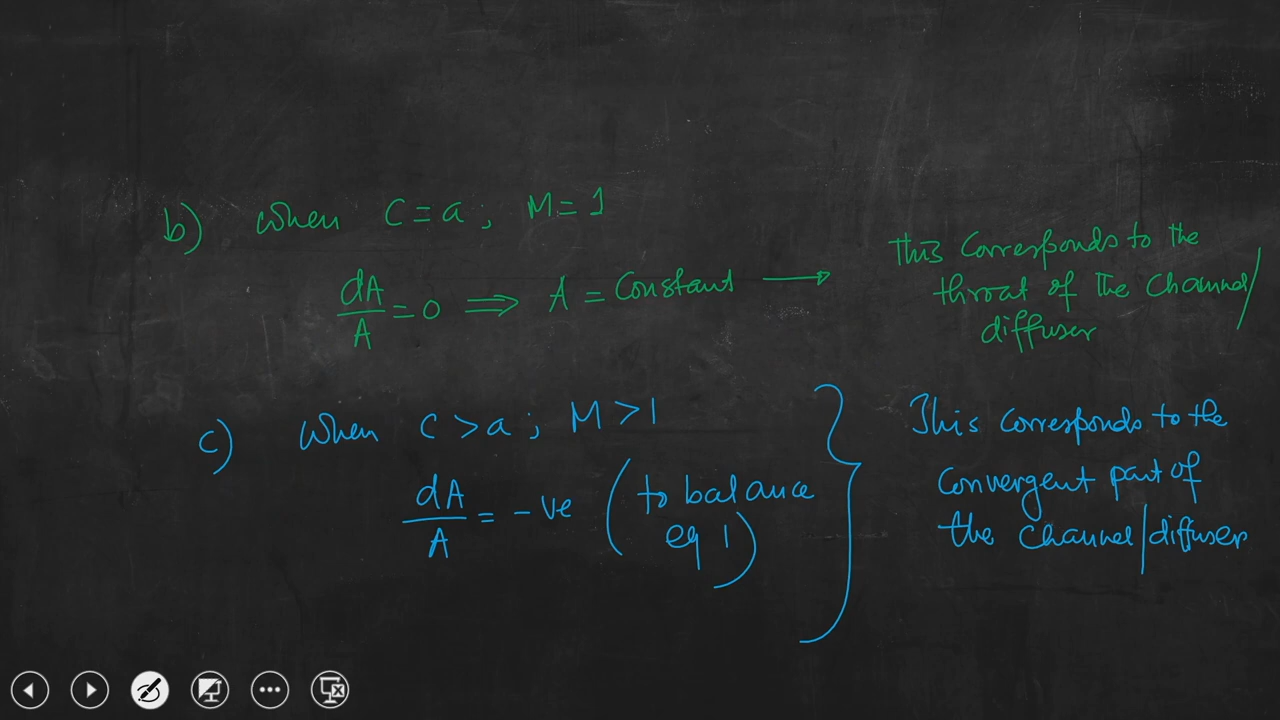 b) when C = a ; M = 1
dA/A = 0 ⟹ A = Constant ⟶
This Corresponds to the
throat of the Channel/
diffuser
c) when C > a ; M > 1
dA/A = -ve (to balance
eq 1)
This corresponds to the
Convergent part of
the channel/diffuser